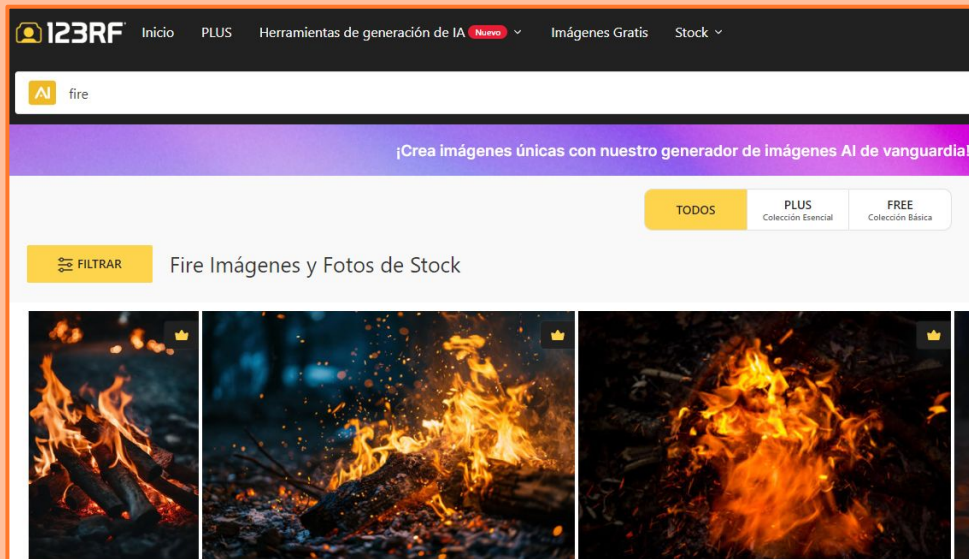 123RF Inicio PLUS Herramientas de generación de IA Nuevo Imágenes Gratis Stock
AI fire
¡Crea imágenes únicas con nuestro generador de imágenes AI de vanguardia!
TODOS PLUS FREE
Colección Esencial Colección Básica
FILTRAR Fire Imágenes y Fotos de Stock